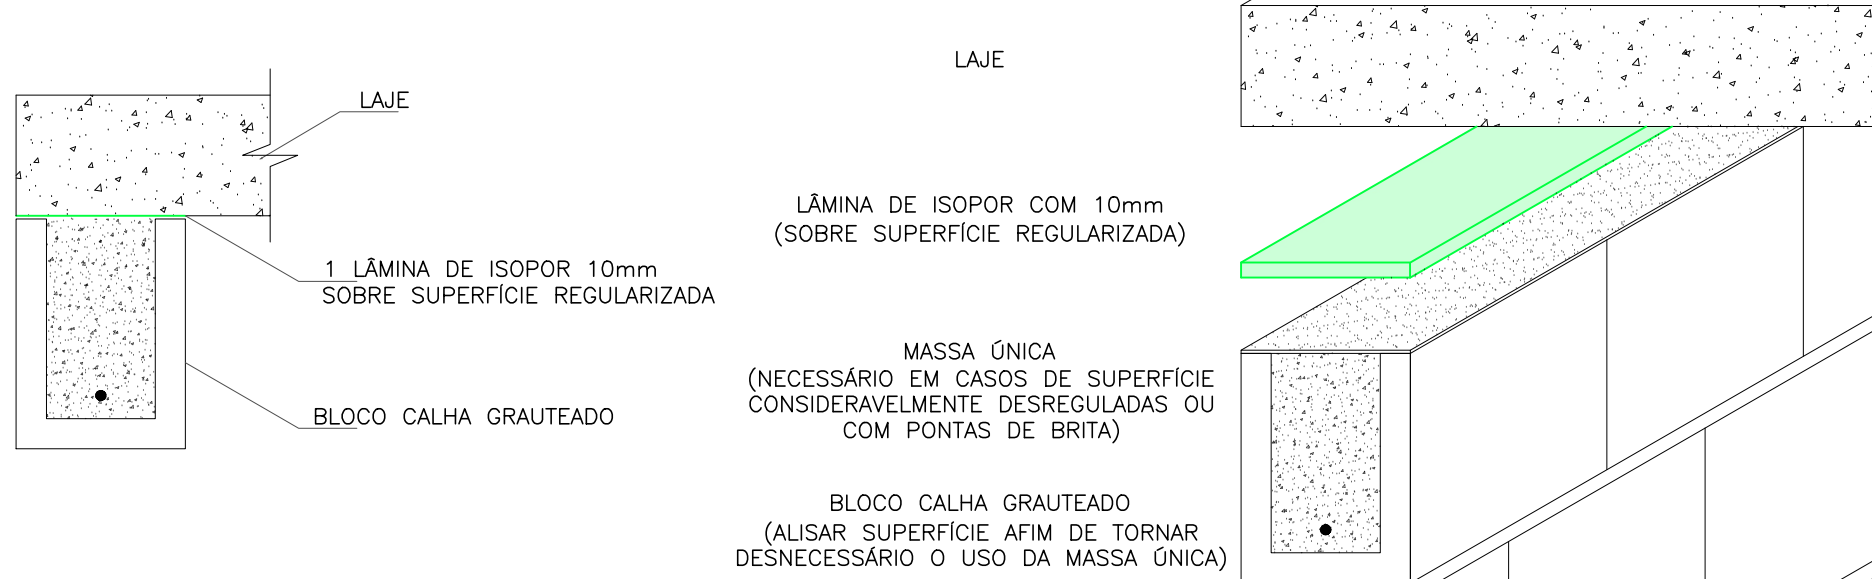 LAJE
1 LÂMINA DE ISOPOR 10mm
SOBRE SUPERFÍCIE REGULARIZADA
BLOCO CALHA GRAUTEADO
LAJE
LÂMINA DE ISOPOR COM 10mm
(SOBRE SUPERFÍCIE REGULARIZADA)
MASSA ÚNICA
(NECESSÁRIO EM CASOS DE SUPERFÍCIE
CONSIDERAVELMENTE DESREGULADAS OU
COM PONTAS DE BRITA)
BLOCO CALHA GRAUTEADO
(ALISAR SUPERFÍCIE AFIM DE TORNAR
DESNECESSÁRIO O USO DA MASSA ÚNICA)